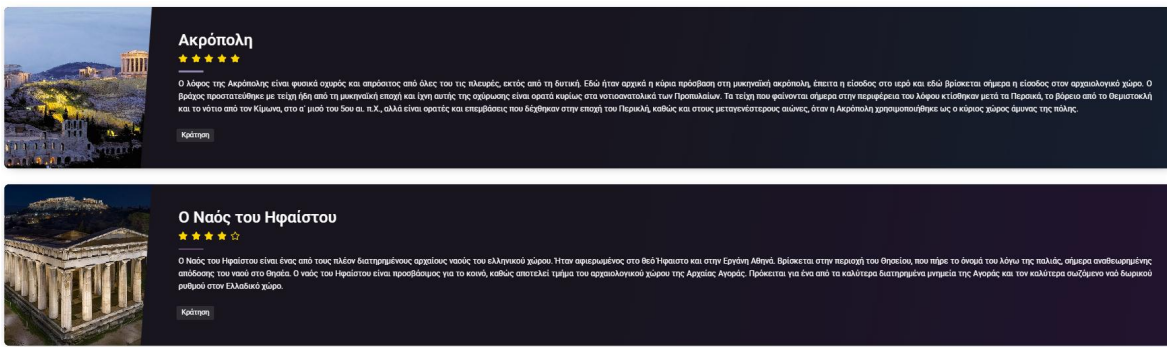 Ακρόπολη
Ο λόφος της Ακρόπολης είναι φυσικά οχυρός και απρόσιτος από όλες του τις πλευρές, εκτός από τη δυτική. Εδώ ήταν αρχικά η κύρια πρόσβαση στη μυκηναϊκή ακρόπολη, έπειτα η είσοδος στο ιερό και εδώ βρίσκεται σήμερα η είσοδος στον αρχαιολογικό χώρο. Ο
βράχος προστατεύθηκε με τείχη ήδη από τη μυκηναϊκή εποχή και ίχνη αυτής της οχύρωσης είναι ορατά κυρίως στα νοτιοανατολικά των Προπυλαίων. Τα τείχη που φαίνονται σήμερα στην περιφέρεια του λόφου κτίσθηκαν μετά τα Περσικά, το βόρειο από το Θεμιστοκλή
και το νότιο από τον Κίμωνα, στο α' μισό του 5ου αι. π.Χ., αλλά είναι ορατές και επεμβάσεις που δέχθηκαν στην εποχή του Περικλή, καθώς και στους μεταγενέστερους αιώνες, όταν η Ακρόπολη χρησιμοποιήθηκε ως ο κύριος χώρος άμυνας της πόλης.
Κράτηση
Ο Ναός του Ηφαίστου
Ο Ναός του Ηφαίστου είναι ένας από τους πλέον διατηρημένους αρχαίους ναούς του ελληνικού χώρου. Ήταν αφιερωμένος στο θεό Ήφαιστο και στην Εργάνη Αθηνά. Βρίσκεται στην περιοχή του Θησείου, που πήρε το όνομά του λόγω της παλιάς, σήμερα αναθεωρημένης
απόδοσης του ναού στο Θησέα. Ο ναός του Ηφαίστου είναι προσβάσιμος για το κοινό, καθώς αποτελεί τμήμα του αρχαιολογικού χώρου της Αρχαίας Αγοράς. Πρόκειται για ένα από τα καλύτερα διατηρημένα μνημεία της Αγοράς και τον καλύτερα σωζόμενο ναό δωρικού
ρυθμού στον Ελλαδικό χώρο.
Κράτηση